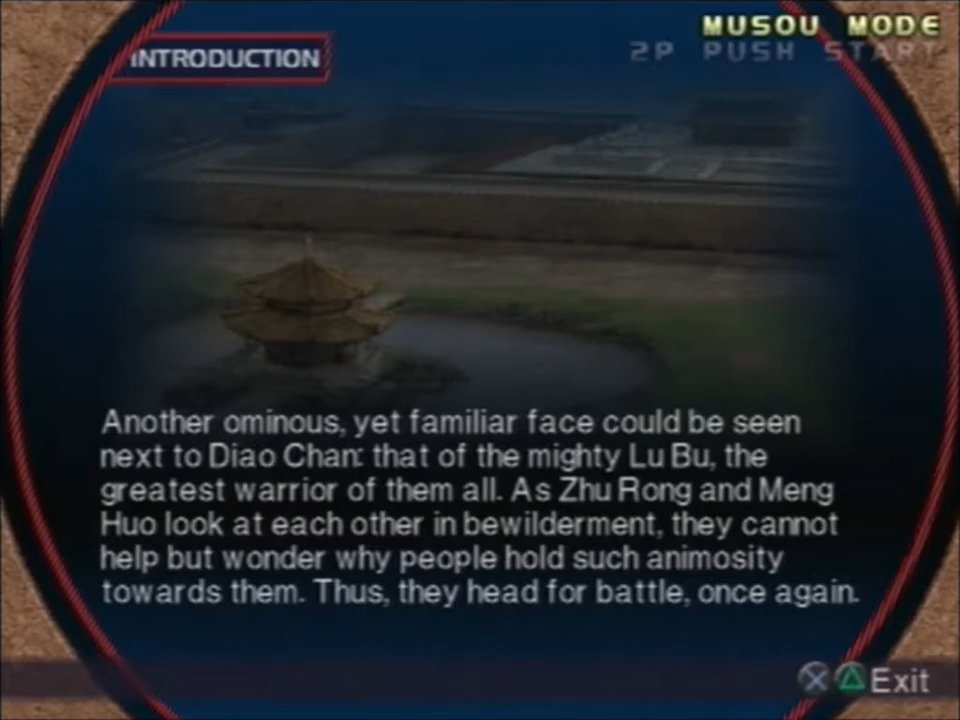 MUSOU MODE
2P PUSH START
INTRODUCTION
Another ominous, yet familiar face could be seen
next to Diao Chan: that of the mighty Lu Bu, the
greatest warrior of them all. As Zhu Rong and Meng
Huo look at each other in bewilderment, they cannot
help but wonder why people hold such animosity
towards them. Thus, they head for battle, once again.
Exit